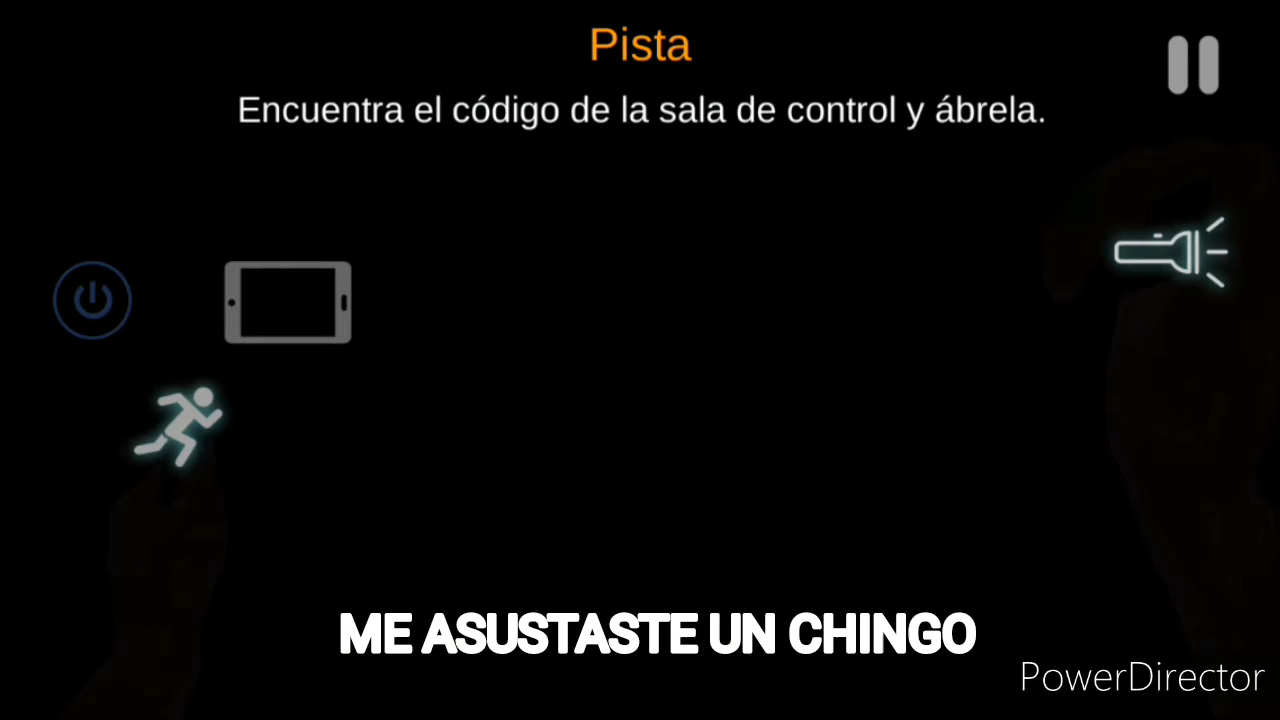 Pista
Encuentra el código de la sala de control y ábrela.
ME ASUSTASTE UN CHINGO
PowerDirector